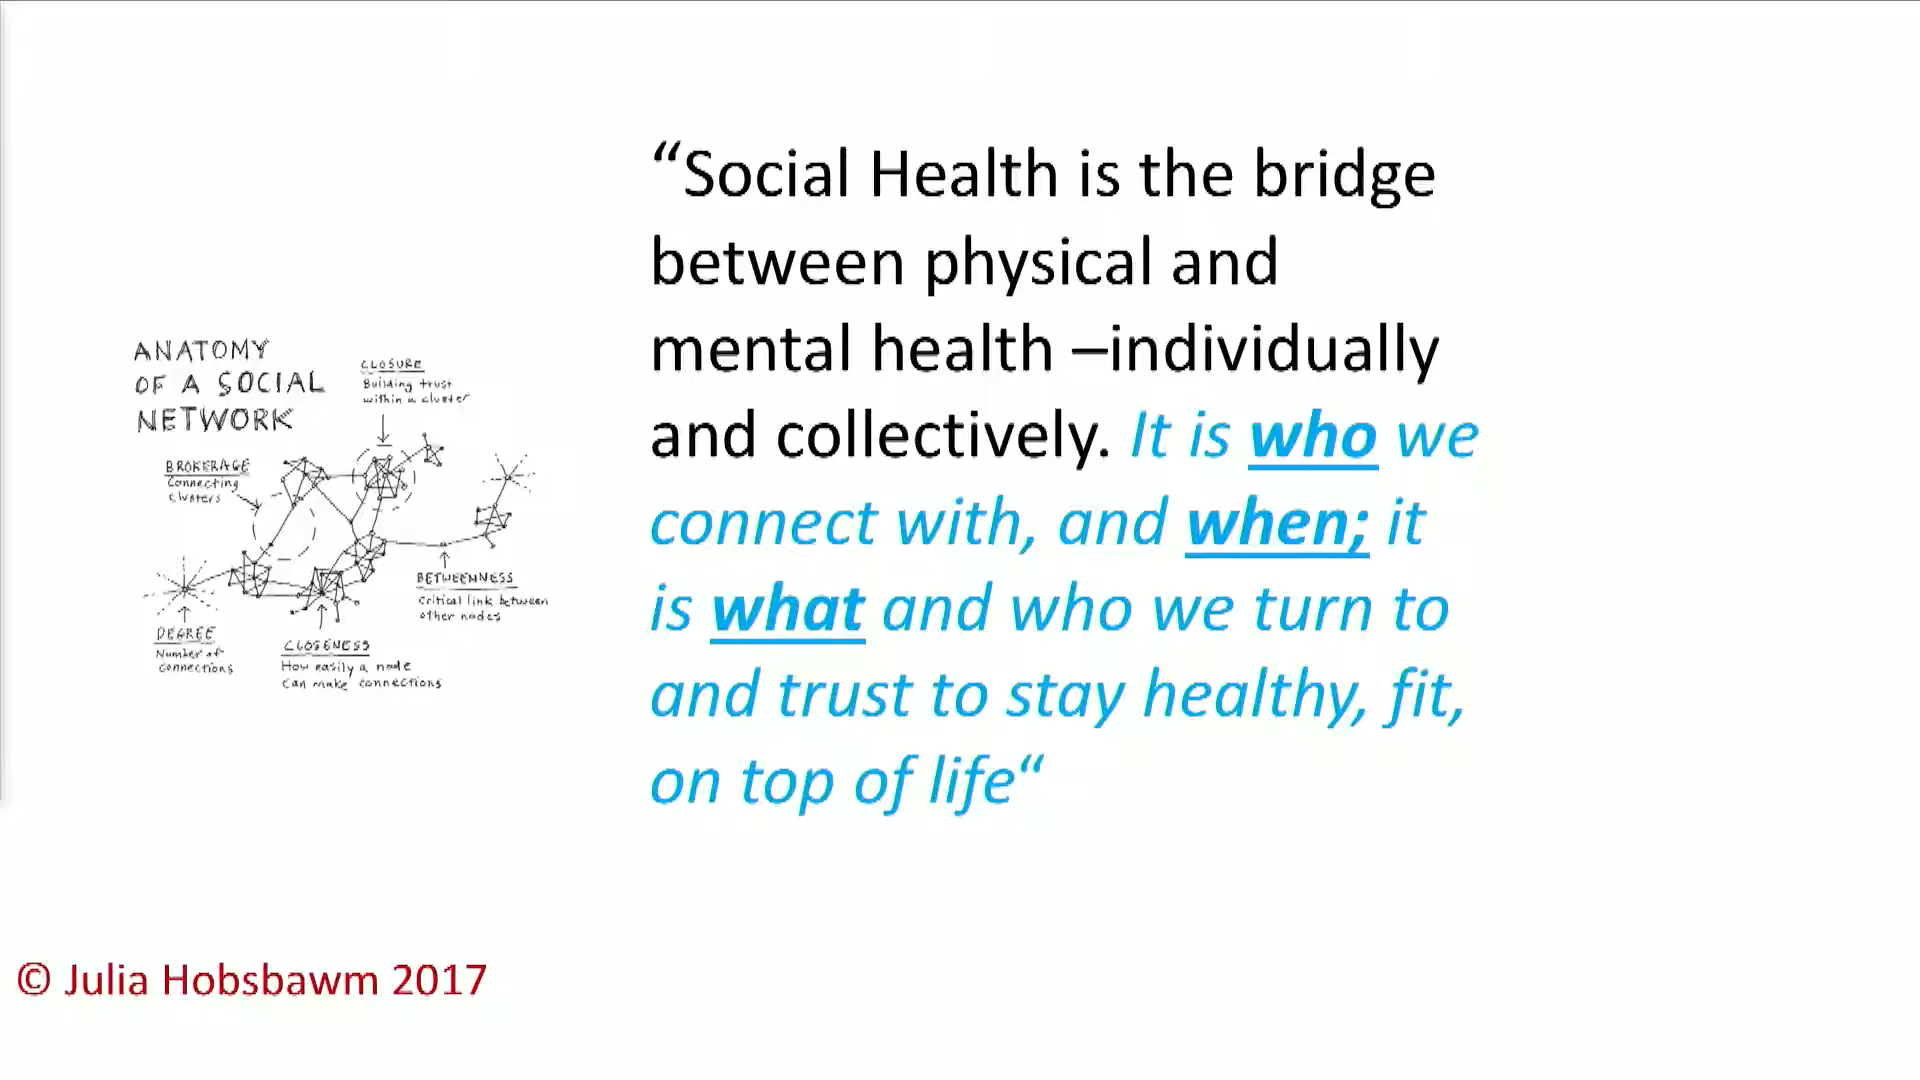 ANATOMY
OF A SOCIAL
NETWORK
CLOSURE
Building trust
within a cluster
BROKERAGE
Connecting
clusters
BETWEENNESS
Critical link between
other nodes
DEGREE
Number of
connections
CLOSENESS
How easily a node
can make connections
“Social Health is the bridge
between physical and
mental health –individually
and collectively. It is who we
connect with, and when; it
is what and who we turn to
and trust to stay healthy, fit,
on top of life“
© Julia Hobsbawm 2017